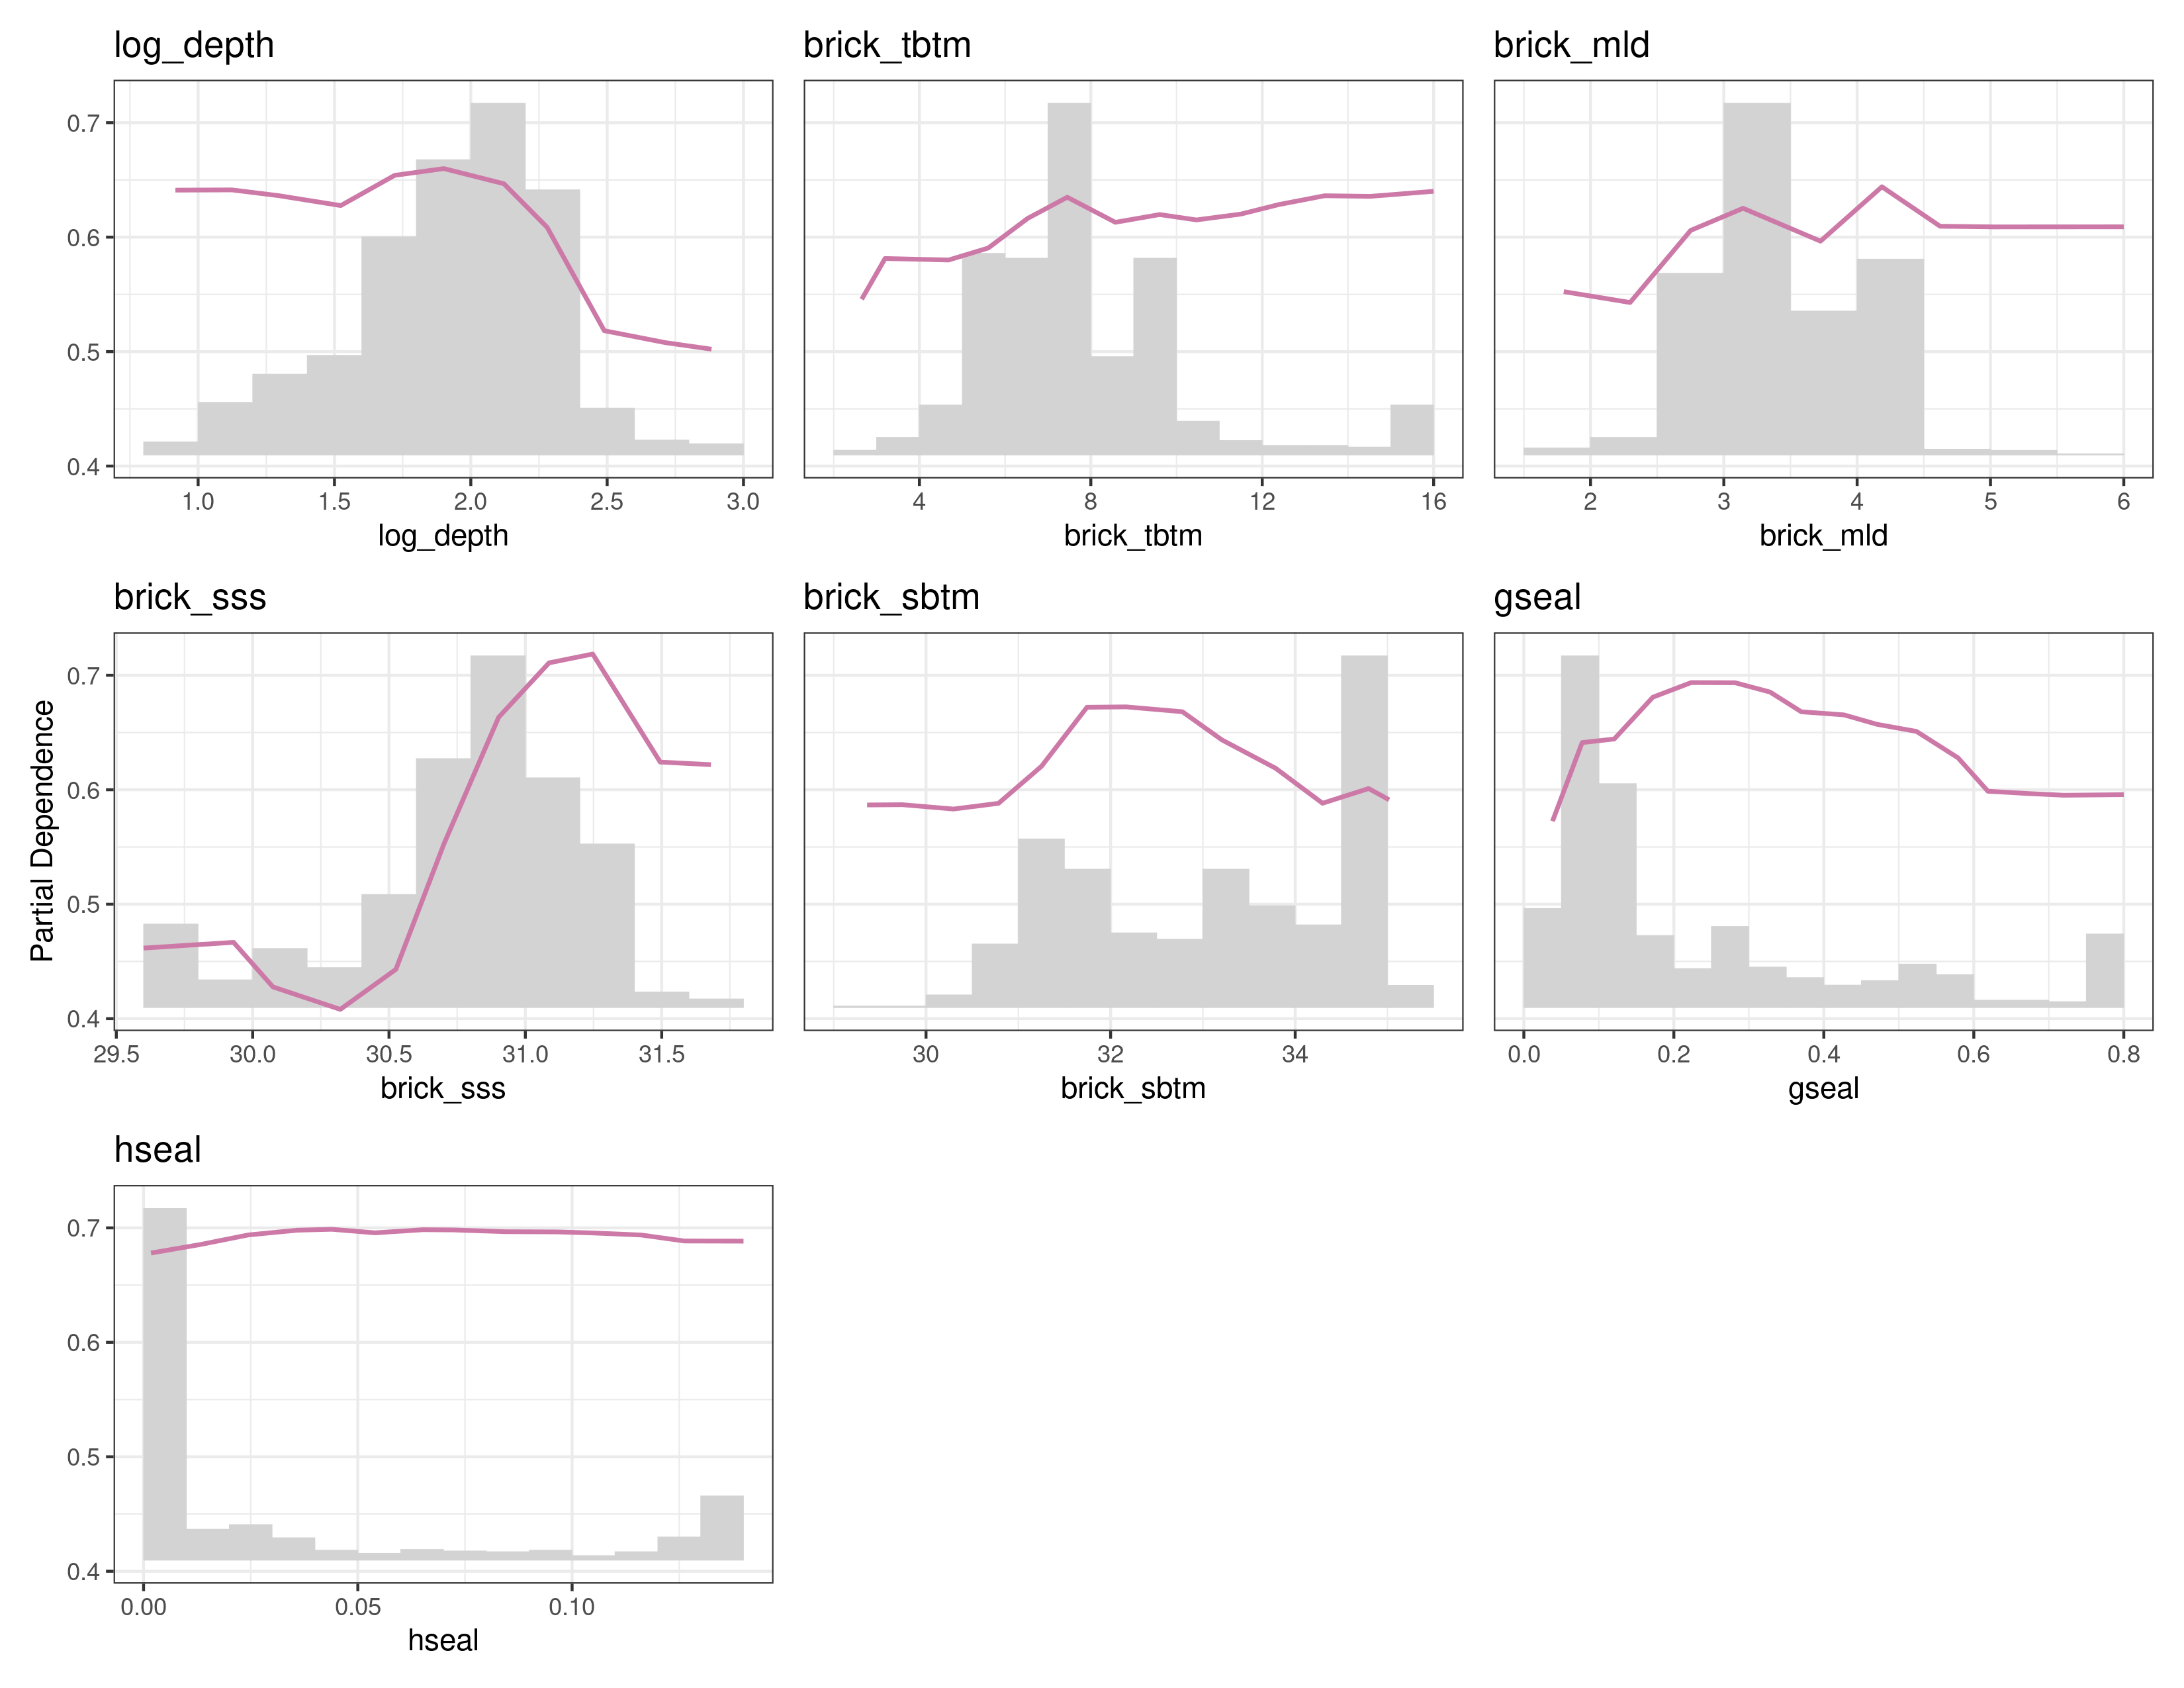 log_depth brick_tbtm brick_mld
0.7
0.6
0.5
0.4
1.0 1.5 2.0 2.5 3.0 4 8 12 16 2 3 4 5 6
log_depth brick_tbtm brick_mld
brick_sss brick_sbtm gseal
Partial Dependence
0.7
0.6
0.5
0.4
29.5 30.0 30.5 31.0 31.5 30 32 34 0.0 0.2 0.4 0.6 0.8
brick_sss brick_sbtm gseal
hseal
0.7
0.6
0.5
0.4
0.00 0.05 0.10
hseal